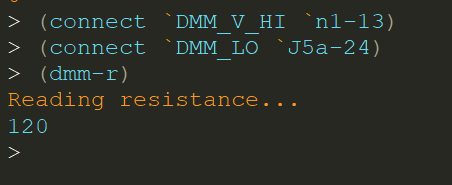 > (connect `DMM_V_HI `n1-13)
> (connect `DMM_LO `J5a-24)
> (dmm-r)
Reading resistance...
120
>